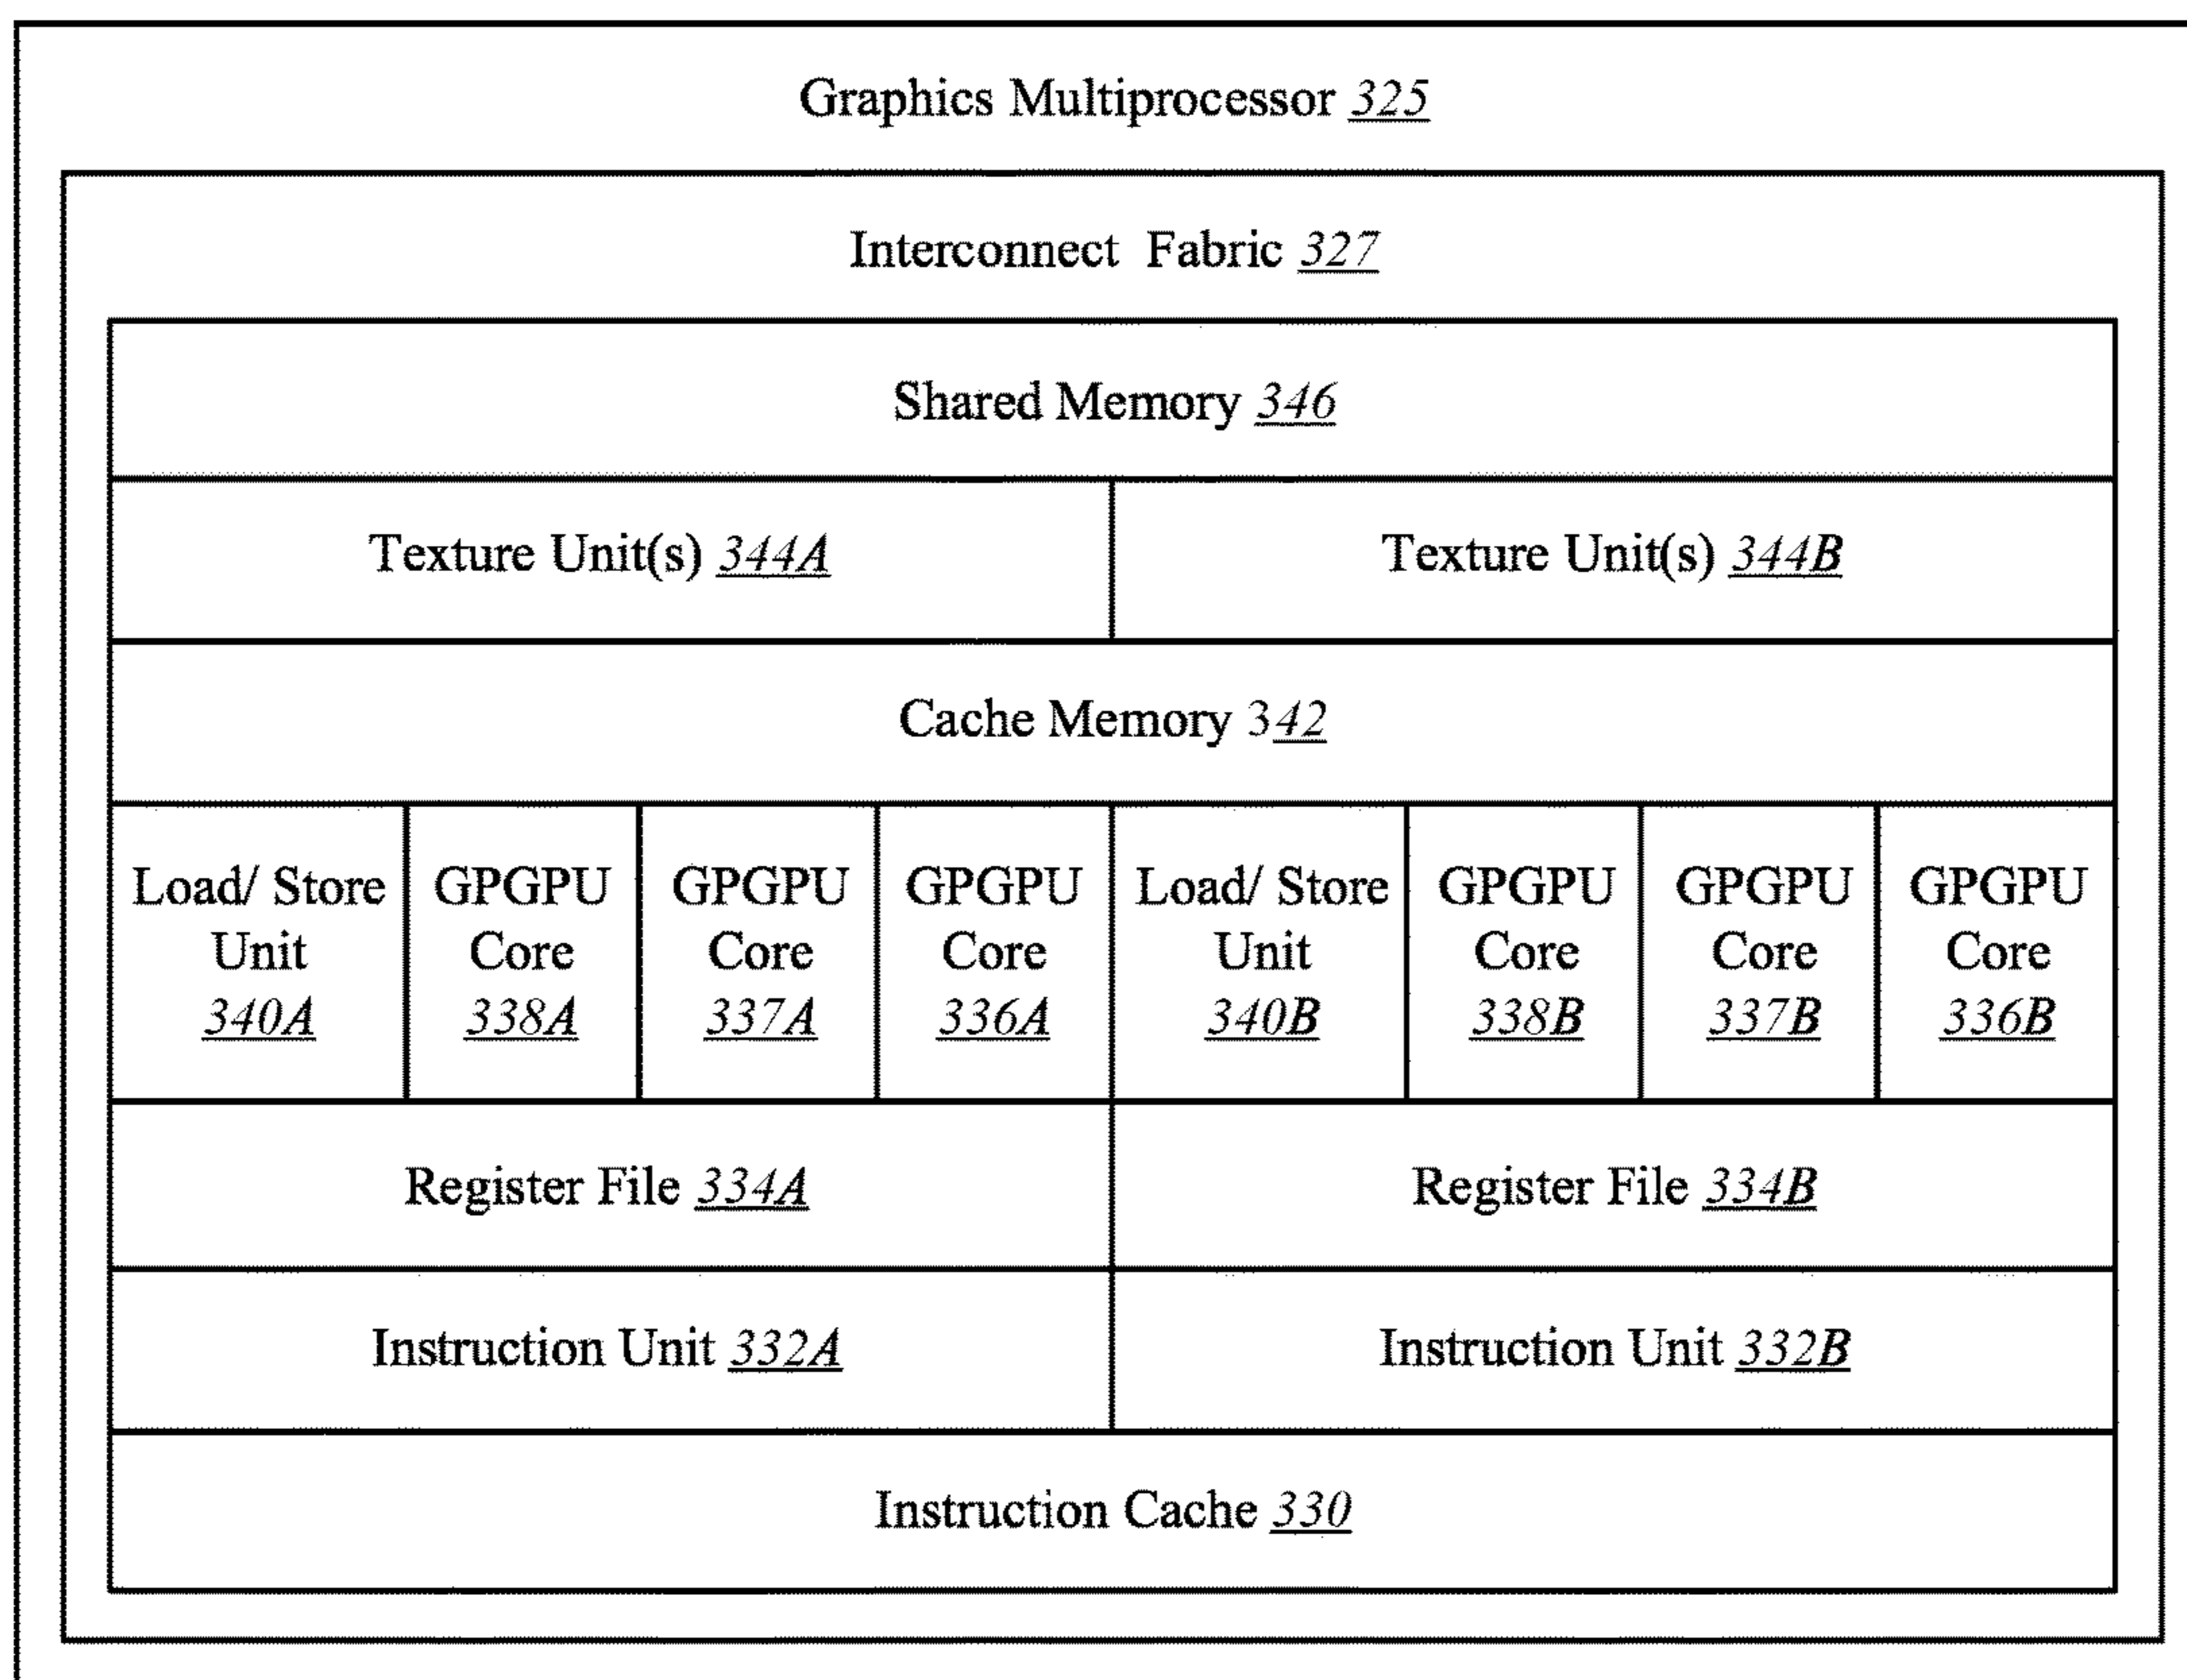 Graphics Multiprocessor 325
Interconnect Fabric 327
Shared Memory 346
Texture Unit(s) 344A
Texture Unit(s) 344B
Cache Memory 342
Load/ Store
Unit
340A
GPGPU
Core
338A
GPGPU
Core
337A
GPGPU
Core
336A
Load/ Store
Unit
340B
GPGPU
Core
338B
GPGPU
Core
337B
GPGPU
Core
336B
Register File 334A
Register File 334B
Instruction Unit 332A
Instruction Unit 332B
Instruction Cache 330